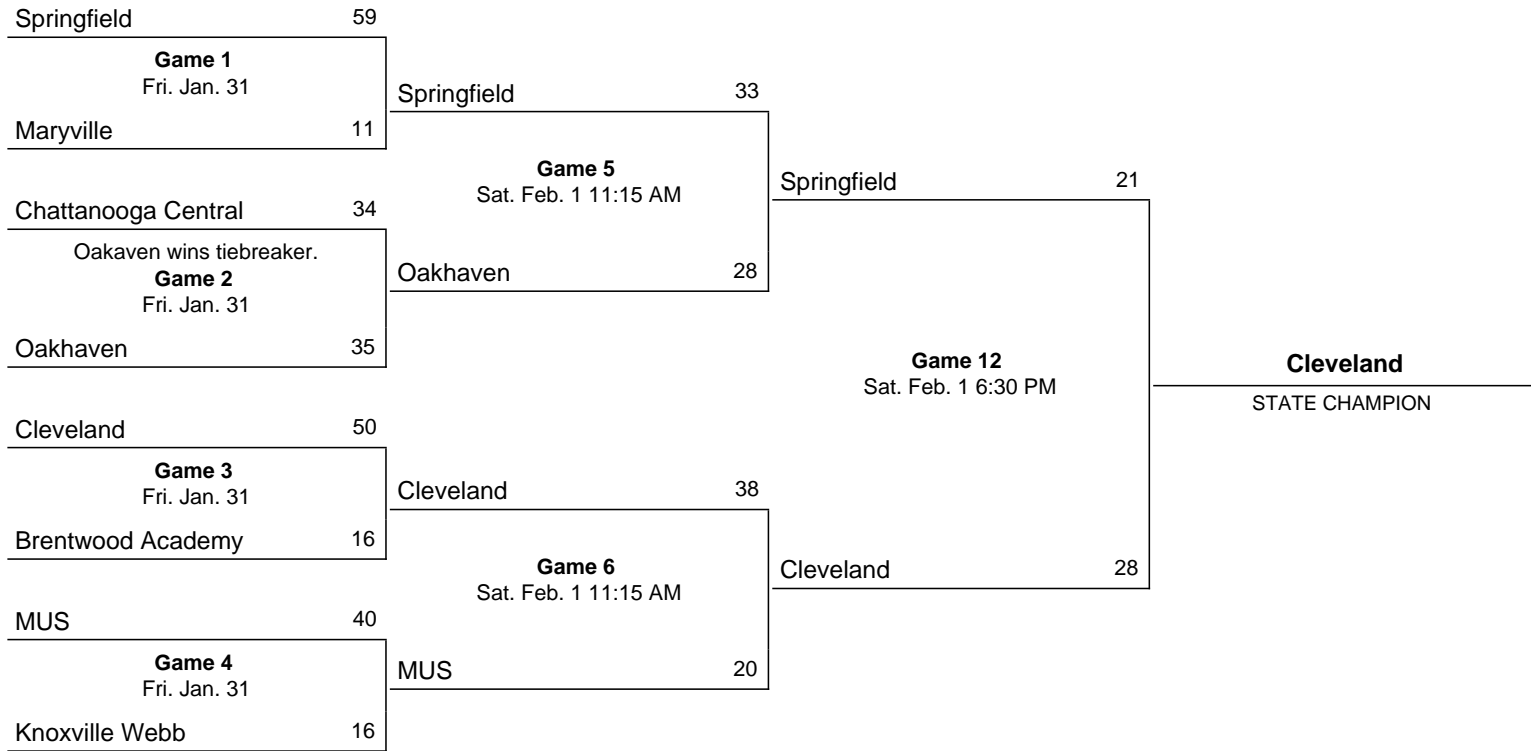 Springfield 59
Game 1
Fri. Jan. 31
Maryville 11
Chattanooga Central 34
Oakaven wins tiebreaker.
Game 2
Fri. Jan. 31
Oakhaven 35
Cleveland 50
Game 3
Fri. Jan. 31
Brentwood Academy 16
MUS 40
Game 4
Fri. Jan. 31
Knoxville Webb 16
Springfield 33
Game 5
Sat. Feb. 1 11:15 AM
Oakhaven 28
Cleveland 38
Game 6
Sat. Feb. 1 11:15 AM
MUS 20
Springfield 21
Game 12
Sat. Feb. 1 6:30 PM
Cleveland 28
Cleveland
STATE CHAMPION